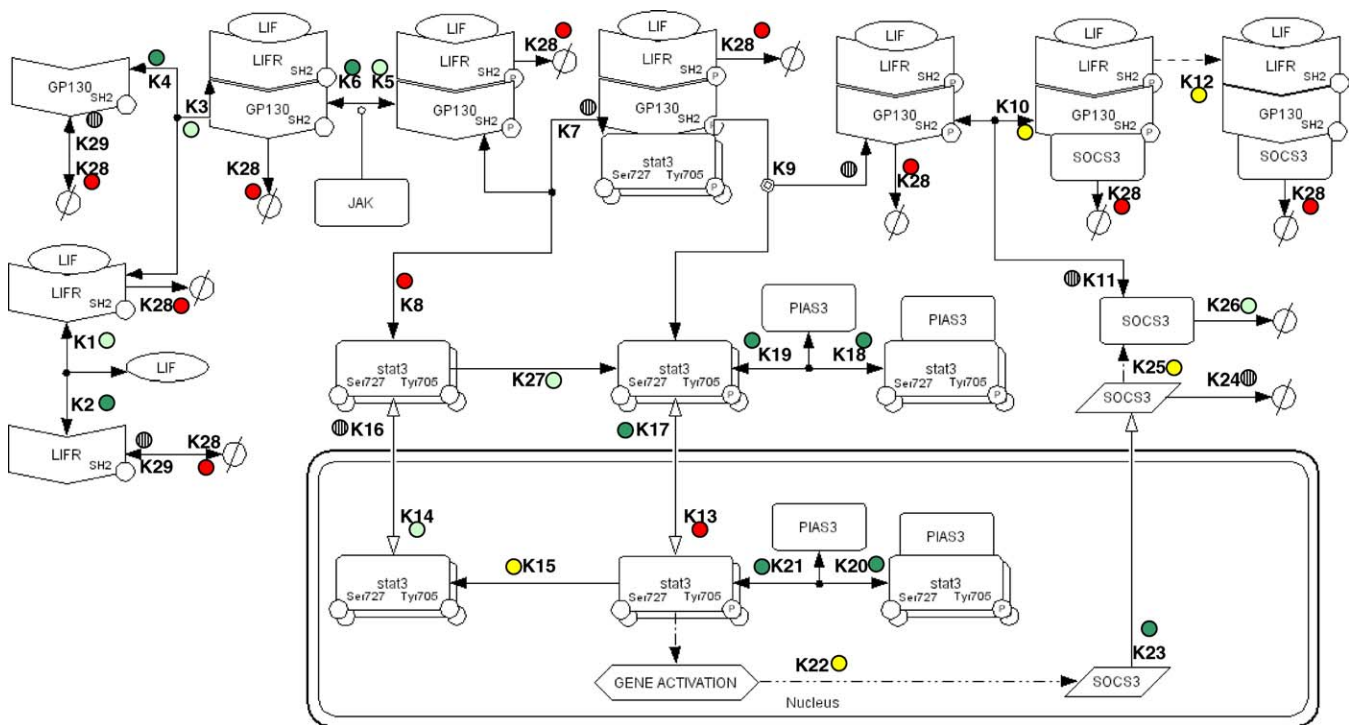 LIF
LIF
LIF
LIF
LIF
LIF
LIFR
SH2
LIFR
SH2
K28
LIFR
SH2
P
K28
LIFR
SH2
P
LIFR
SH2
P
LIFR
SH2
P
K12
K4
GP130
SH2
K3
GP130
SH2
K6
K5
GP130
SH2
P
K7
GP130
SH2
P
GP130
SH2
P
K10
GP130
SH2
P
GP130
SH2
P
K29
K28
K28
JAK
stat3
Ser727
Tyr705
P
K9
K28
SOCS3
K28
SOCS3
K28
LIF
LIFR
SH2
K28
K8
K11
K1
LIF
PIAS3
PIAS3
SOCS3
K26
K2
stat3
Ser727
Tyr705
K27
stat3
Ser727
Tyr705
P
K19
K18
stat3
Ser727
Tyr705
P
K25
SOCS3
K24
LIFR
SH2
K29
K28
K16
K17
K14
K13
PIAS3
PIAS3
stat3
Ser727
Tyr705
K15
stat3
Ser727
Tyr705
P
K21
K20
stat3
Ser727
Tyr705
P
K23
GENE ACTIVATION
K22
SOCS3
Nucleus